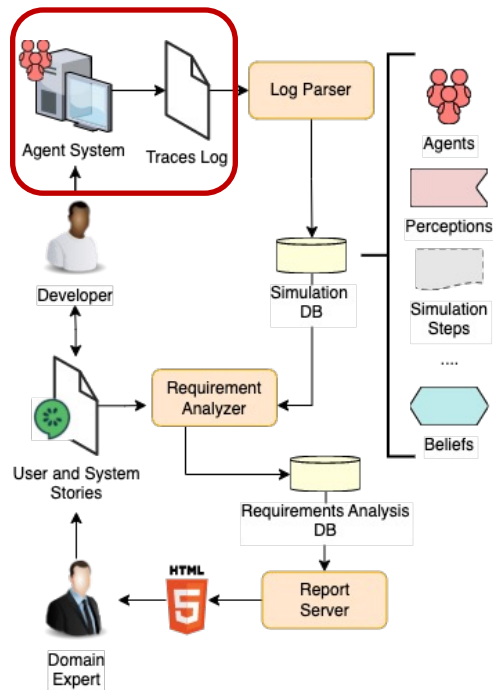 Agent System
Traces Log
Log Parser
Agents
Perceptions
Simulation
Steps
....
Beliefs
Developer
Simulation
DB
Requirement
Analyzer
User and System
Stories
Requirements Analysis
DB
HTML
5
Report
Server
Domain
Expert